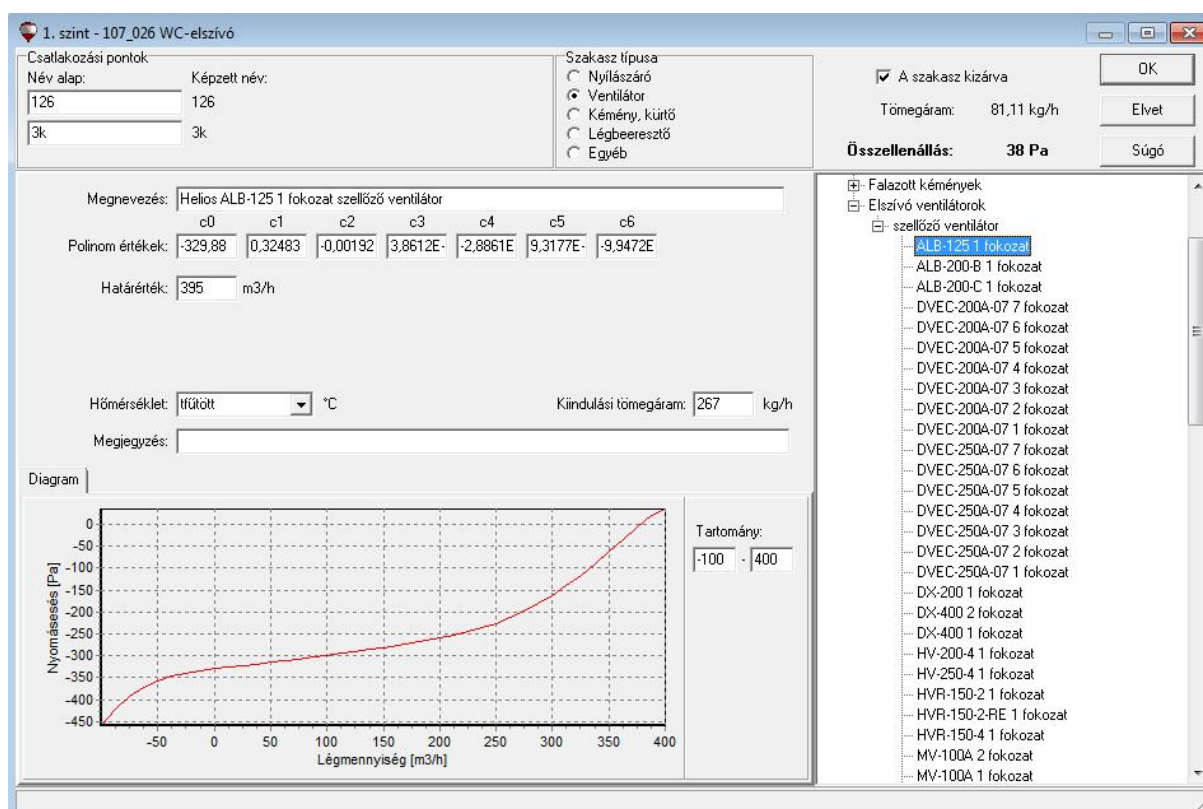 1. szint - 107_026 WC-elszívó
Csatlakozási pontok
Név alap:
Képzett név:
126
126
3k
3k
Szakasz típusa
Nyílászáró
Ventilátor
Kémény, kürtő
Légbeeresztő
Egyéb
A szakasz kizárva
Tömegáram: 81,11 kg/h
Összellenállás: 38 Pa
OK
Elvet
Súgó
Megnevezés: Helios ALB-125 1 fokozat szellőző ventilátor
c0 c1 c2 c3 c4 c5 c6
Polinom értékek: -329,88 0,32483 -0,00192 3,8612E- -2,8861E 9,3177E- -9,9472E
Határérték: 395 m3/h
Hőmérséklet: tfűtött °C
Kiindulási tömegáram: 267 kg/h
Megjegyzés:
Diagram
0
-50
-100
-150
-200
-250
-300
-350
-400
-450
Nyomásesés [Pa]
-50 0 50 100 150 200 250 300 350 400
Légmennyiség [m3/h]
Tartomány:
-100 - 400
Falazott kémények
Elszívó ventilátorok
szellőző ventilátor
ALB-125 1 fokozat
ALB-200-B 1 fokozat
ALB-200-C 1 fokozat
DVEC-200A-07 7 fokozat
DVEC-200A-07 6 fokozat
DVEC-200A-07 5 fokozat
DVEC-200A-07 4 fokozat
DVEC-200A-07 3 fokozat
DVEC-200A-07 2 fokozat
DVEC-200A-07 1 fokozat
DVEC-250A-07 7 fokozat
DVEC-250A-07 6 fokozat
DVEC-250A-07 5 fokozat
DVEC-250A-07 4 fokozat
DVEC-250A-07 3 fokozat
DVEC-250A-07 2 fokozat
DVEC-250A-07 1 fokozat
DX-200 1 fokozat
DX-400 2 fokozat
DX-400 1 fokozat
HV-200-4 1 fokozat
HV-250-4 1 fokozat
HVR-150-2 1 fokozat
HVR-150-2-RE 1 fokozat
HVR-150-4 1 fokozat
MV-100A 2 fokozat
MV-100A 1 fokozat